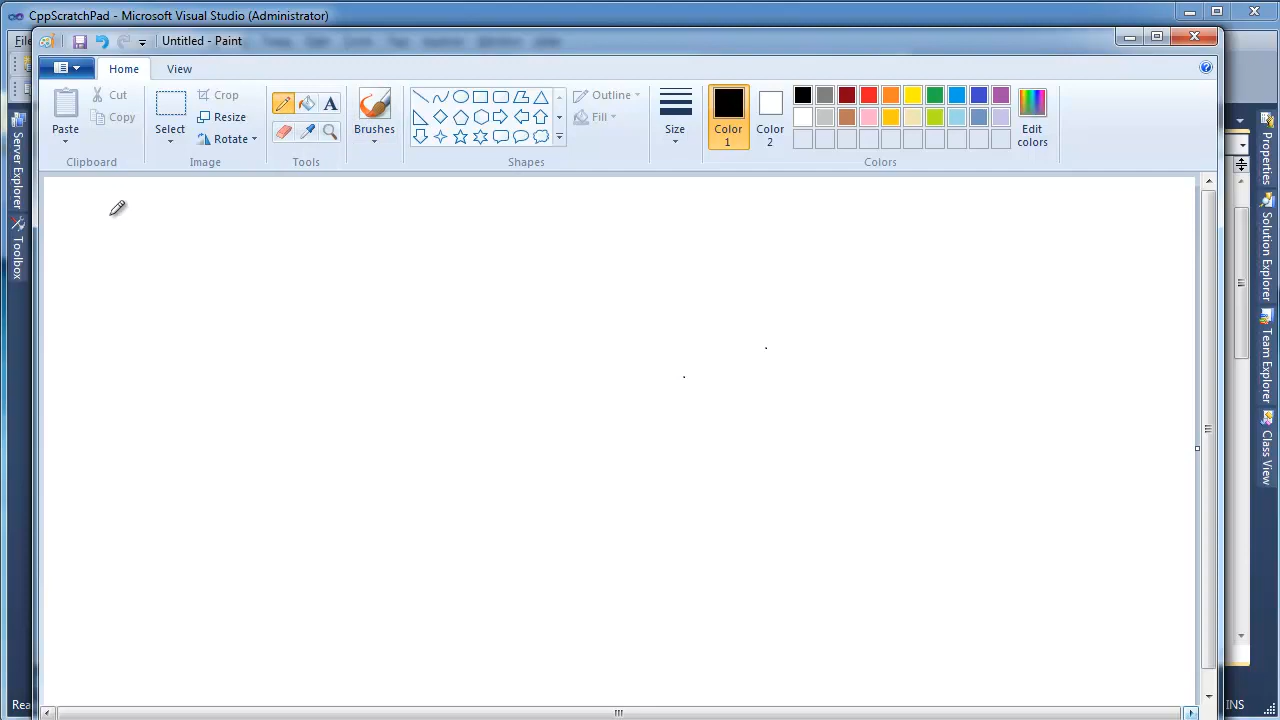 CppScratchPad - Microsoft Visual Studio (Administrator)
File
Untitled - Paint
Home
View
Paste
Cut
Copy
Clipboard
Select
Crop
Resize
Rotate
Image
A
Tools
Brushes
Shapes
Outline
Fill
Size
Color
1
Color
2
Edit
colors
Colors
Server Explorer
Toolbox
Properties
Solution Explorer
Team Explorer
Class View
Rea
INS